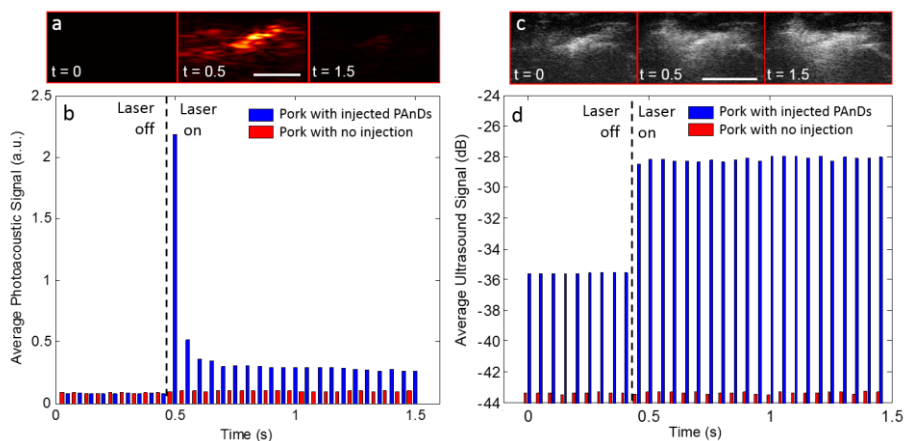 a
t = 0
t = 0.5
t = 1.5
b
Laser off
Laser on
Pork with injected PAnDs
Pork with no injection
2.5
2
1.5
1
0.5
0
Average Photoacoustic Signal (a.u.)
0
0.5
1
1.5
Time (s)
c
t = 0
t = 0.5
t = 1.5
d
Laser off
Laser on
Pork with injected PAnDs
Pork with no injection
-24
-26
-28
-30
-32
-34
-36
-38
-40
-42
-44
Average Ultrasound Signal (dB)
0
0.5
1
1.5
Time (s)